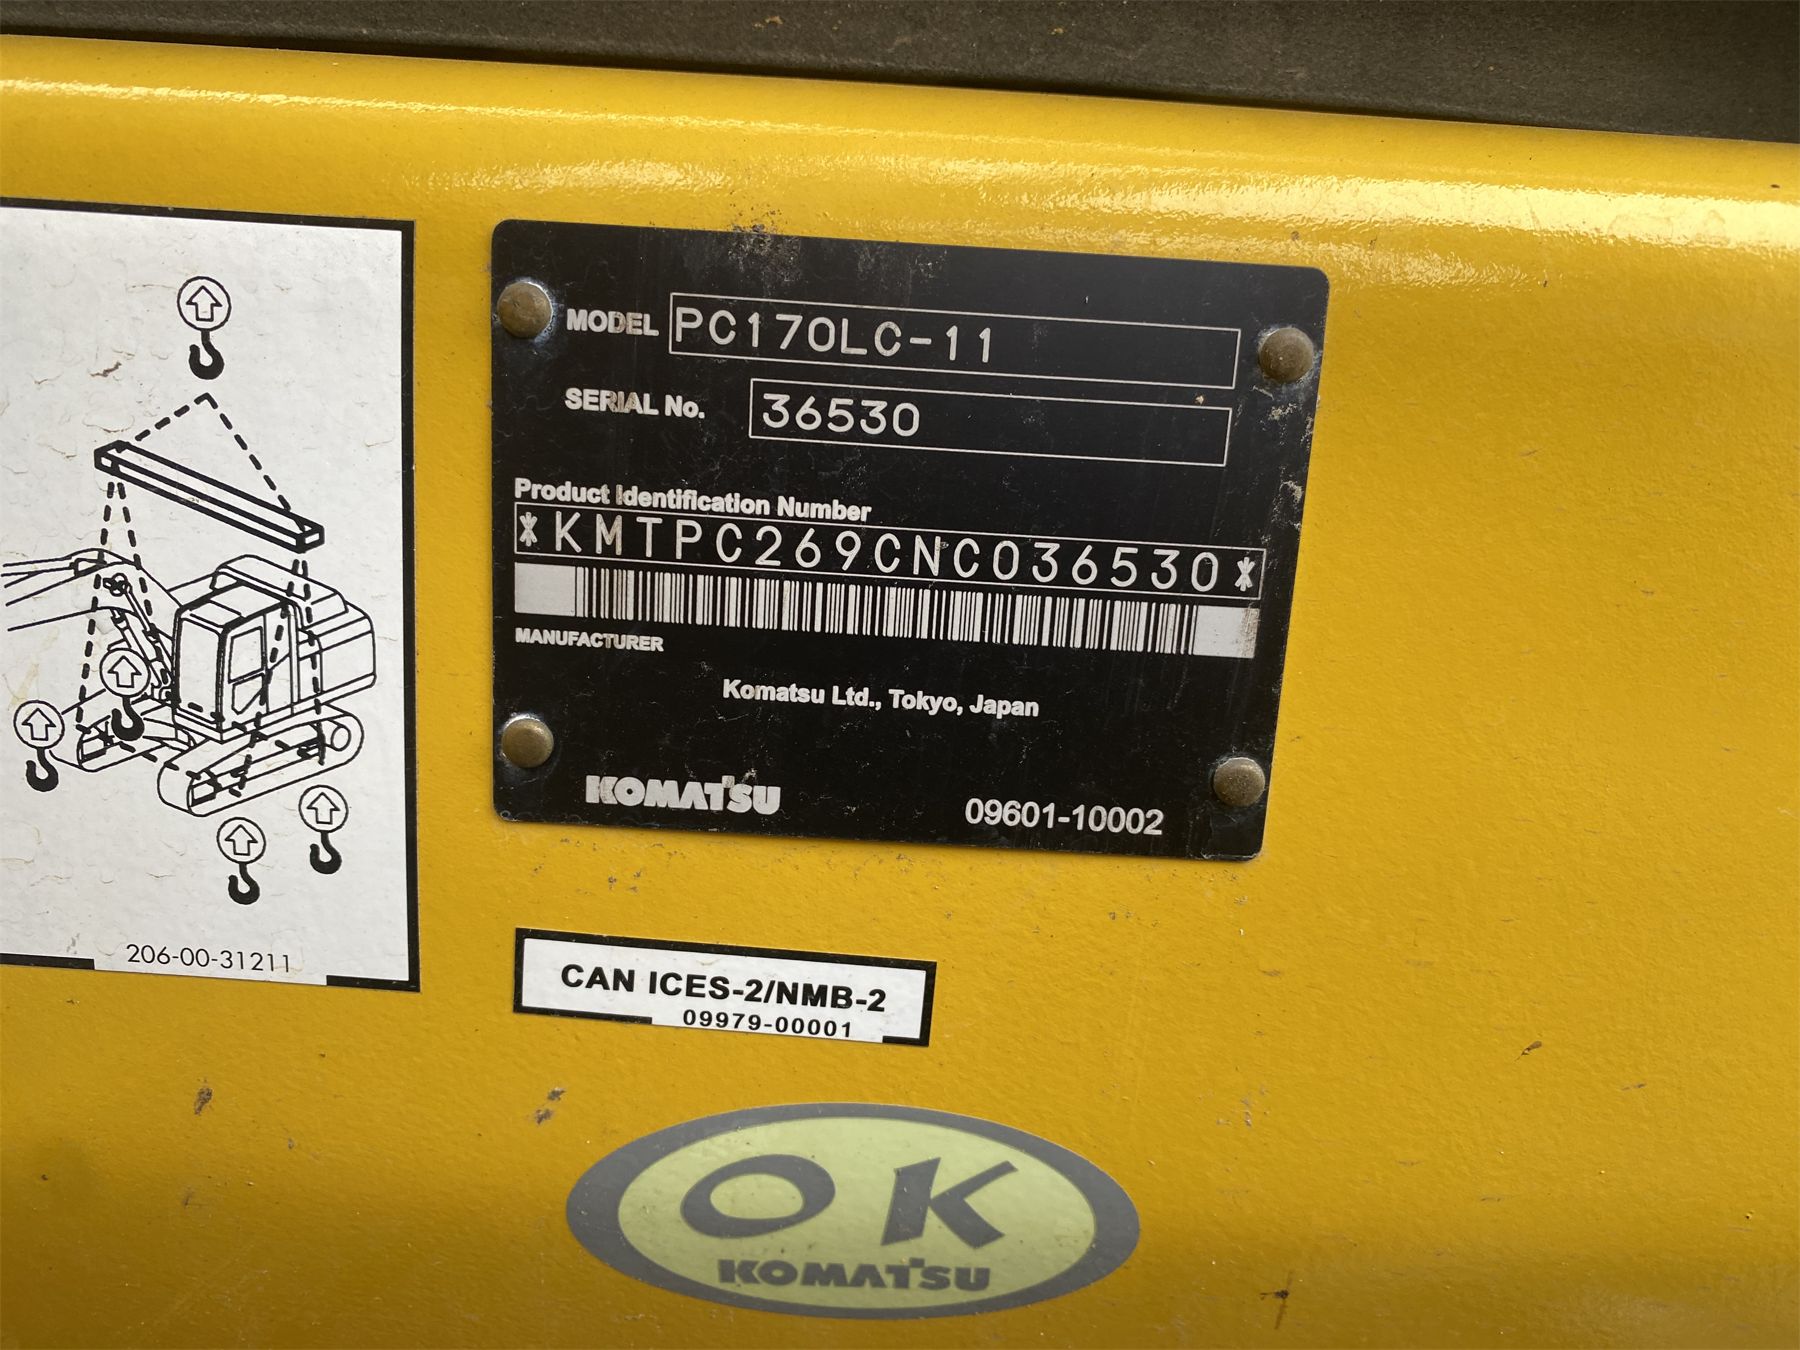 MODEL PC170LC-11
SERIAL No. 36530
Product Identification Number
*KMTPC269CNC036530*
MANUFACTURER
Komatsu Ltd., Tokyo, Japan
KOMATSU 09601-10002
206-00-31211
CAN ICES-2/NMB-2
09979-00001
OK
KOMATSU